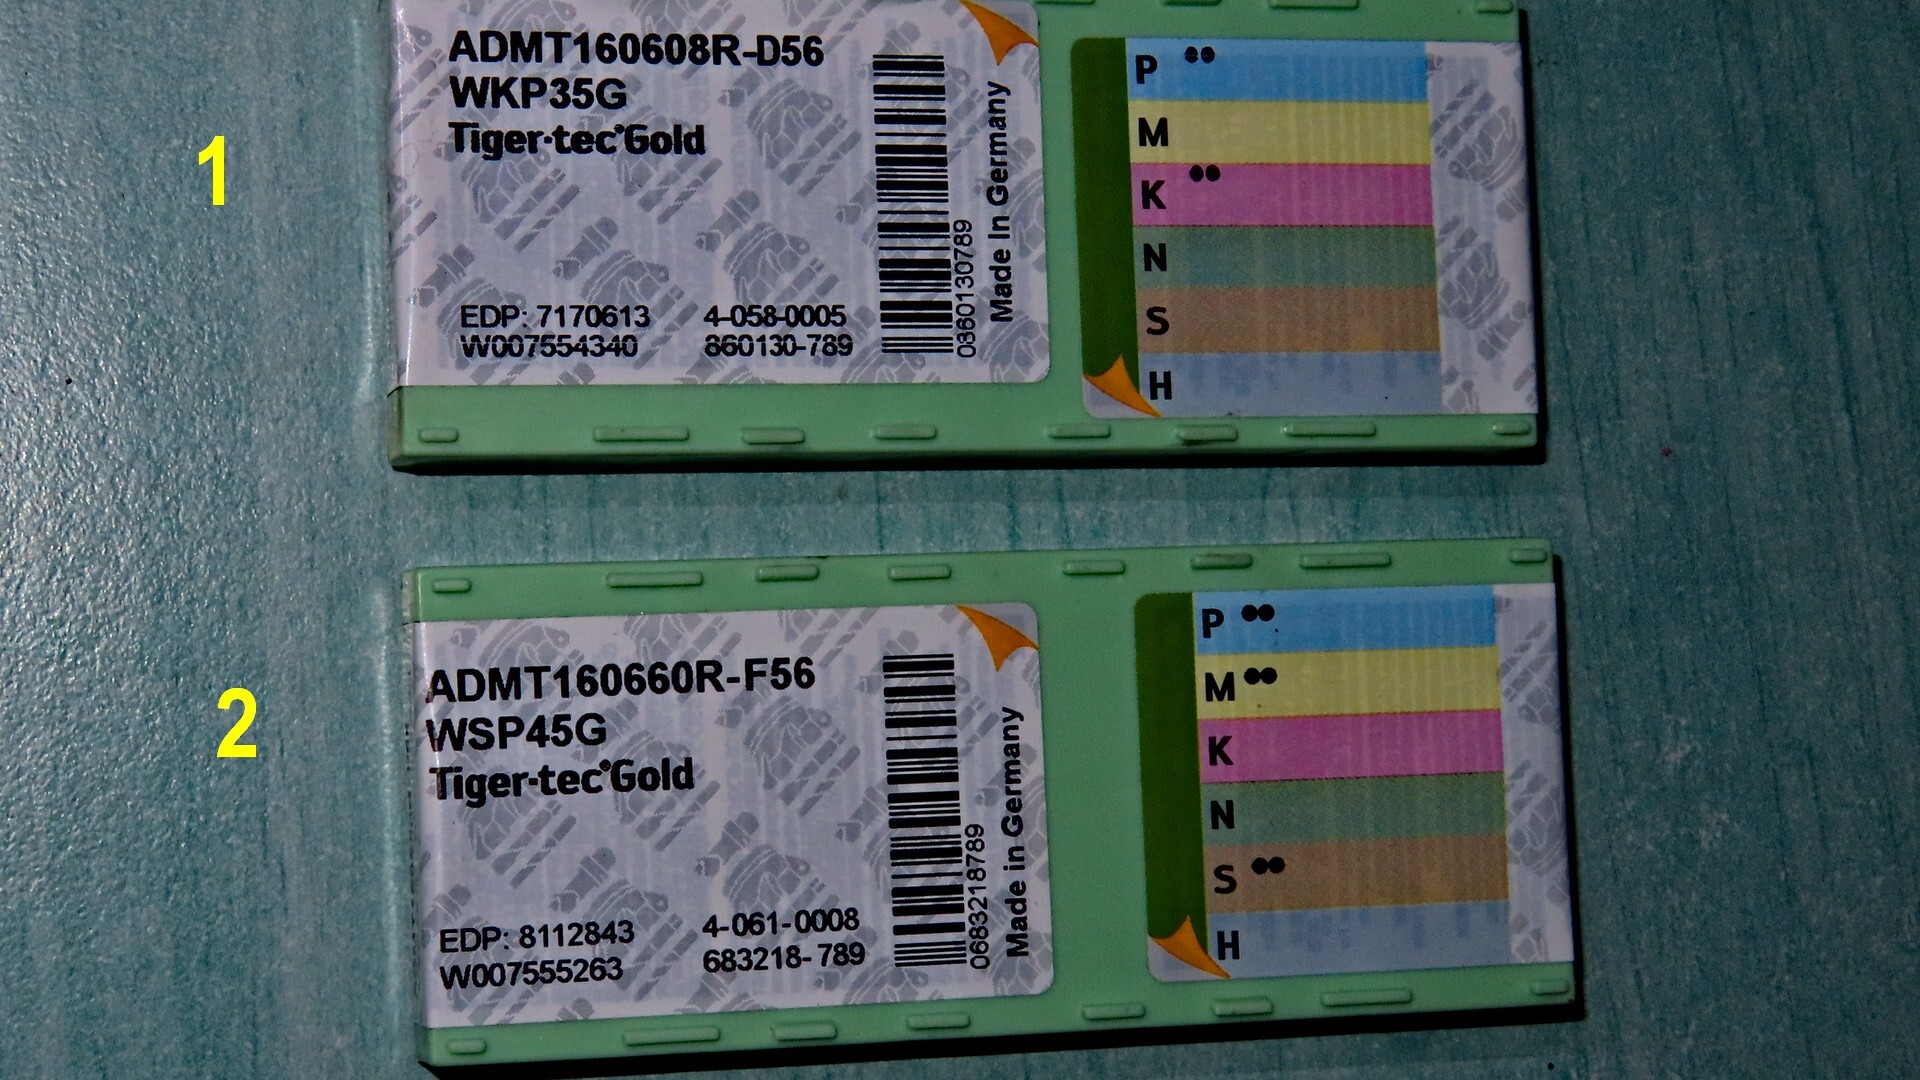 1
ADMT160608R-D56
WKP35G
Tiger·tec®Gold
EDP: 7170613 4-058-0005
W007554340 860130-789
0860130789
Made In Germany
P ●●
M
K ●●
N
S
H
2
ADMT160660R-F56
WSP45G
Tiger·tec®Gold
EDP: 8112843 4-061-0008
W007555263 683218-789
0683218789
Made in Germany
P ●●
M ●●
K
N
S ●●
H